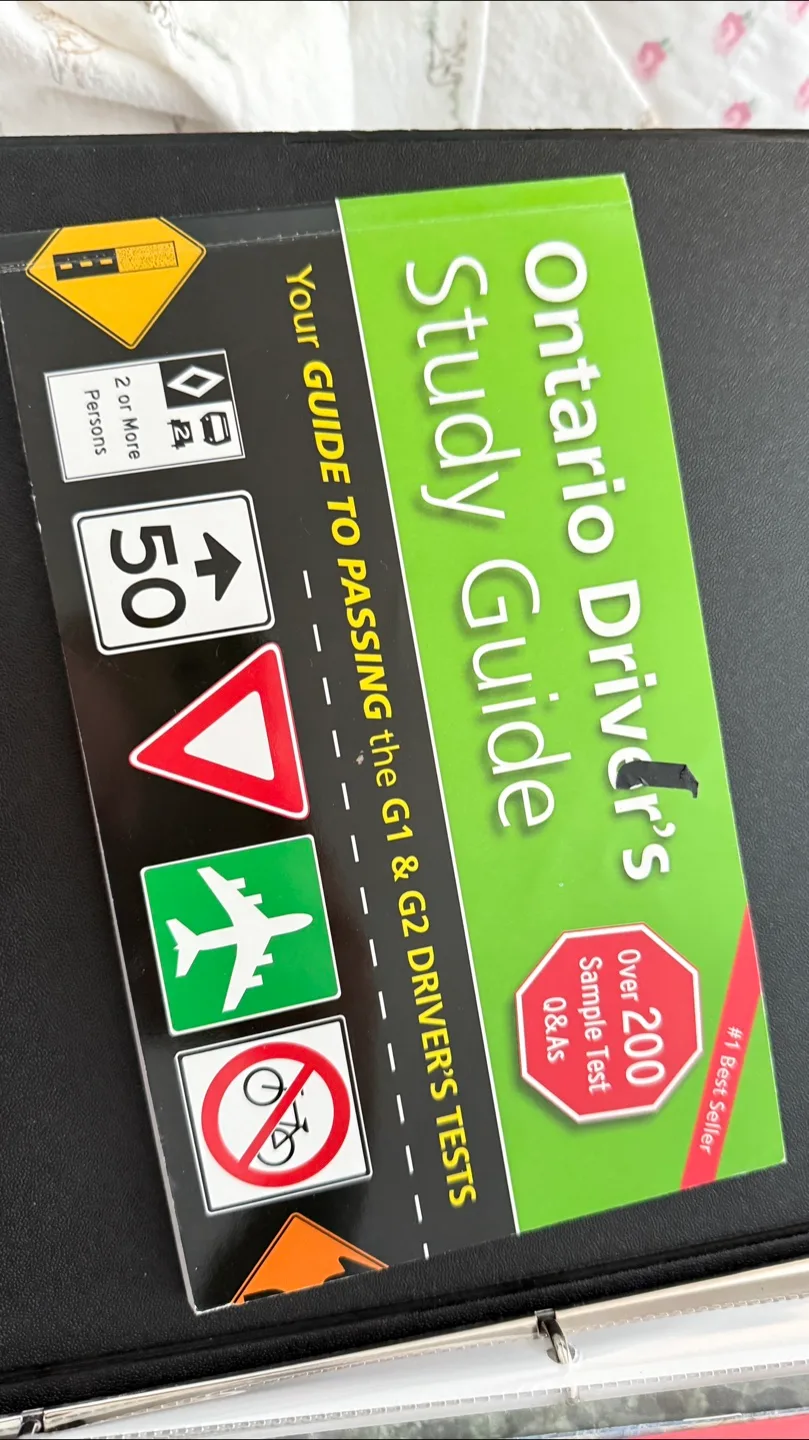 Ontario Driver's
Study Guide
#1 Best Seller
Over 200
Sample Test
Q&As
Your GUIDE TO PASSING the G1 & G2 DRIVER'S TESTS
2 or More
Persons
50